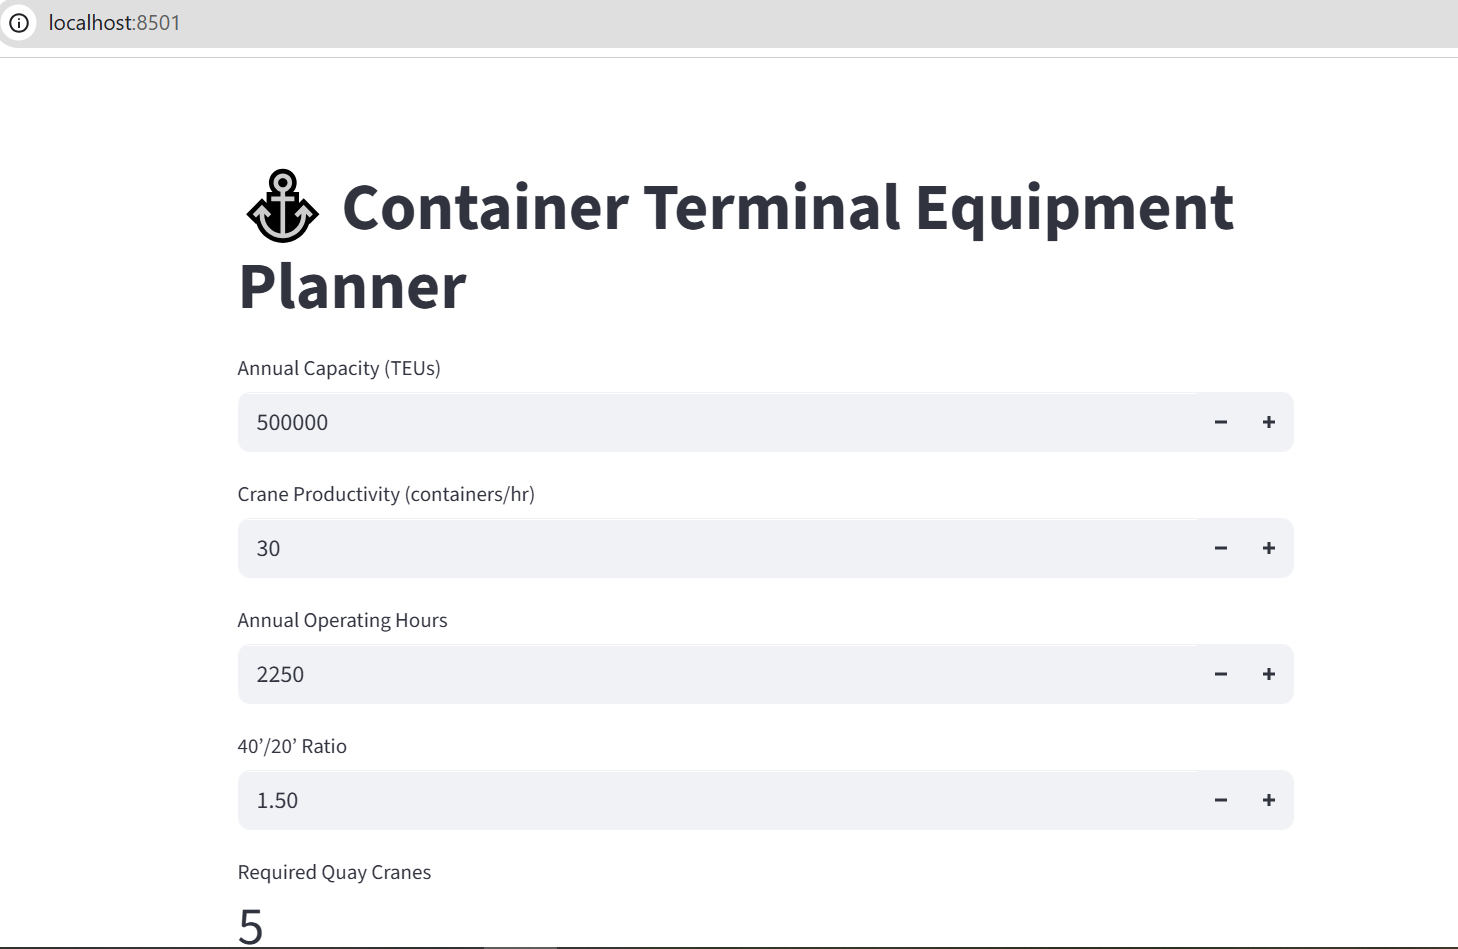 localhost:8501
Container Terminal Equipment
Planner
Annual Capacity (TEUs)
500000
Crane Productivity (containers/hr)
30
Annual Operating Hours
2250
40’/20’ Ratio
1.50
Required Quay Cranes
5